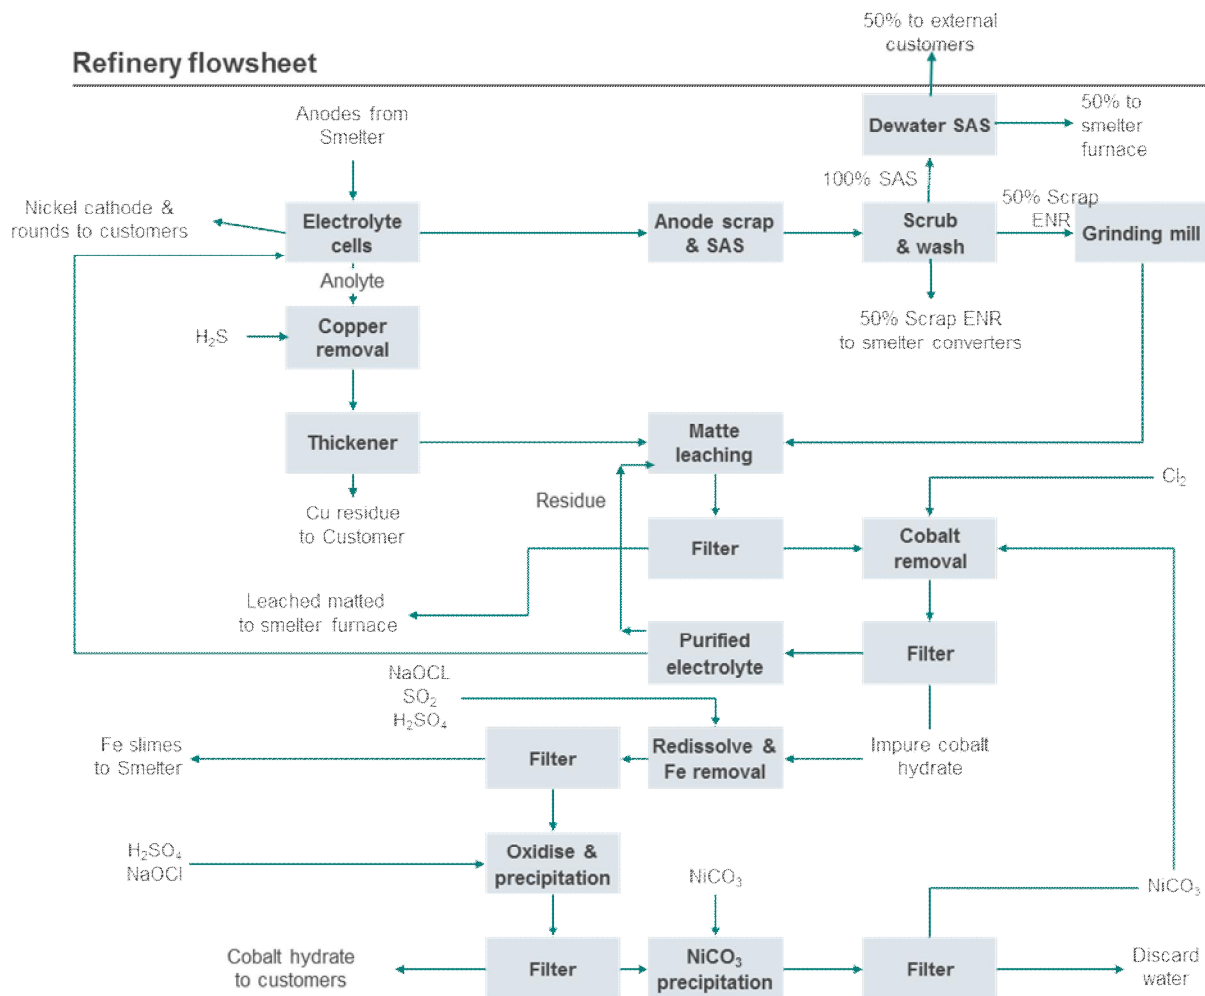 50% to external
customers
Refinery flowsheet
Anodes from
Smelter
Dewater SAS
50% to
smelter
furnace
100% SAS
Nickel cathode &
rounds to customers
Electrolyte
cells
Anode scrap
& SAS
Scrub
& wash
50% Scrap
ENR
Grinding mill
Anolyte
H₂S
Copper
removal
50% Scrap ENR
to smelter converters
Thickener
Matte
leaching
Cu residue
to Customer
Residue
Cl₂
Filter
Cobalt
removal
Leached matted
to smelter furnace
Purified
electrolyte
Filter
NaOCL
SO₂
H₂SO₄
Fe slimes
to Smelter
Filter
Redissolve &
Fe removal
Impure cobalt
hydrate
H₂SO₄
NaOCl
Oxidise &
precipitation
NiCO₃
NiCO₃
Cobalt hydrate
to customers
Filter
NiCO₃
precipitation
Filter
Discard
water